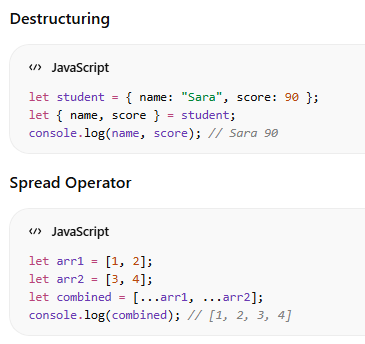 Destructuring
</> JavaScript
let student = { name: "Sara", score: 90 };
let { name, score } = student;
console.log(name, score); // Sara 90
Spread Operator
</> JavaScript
let arr1 = [1, 2];
let arr2 = [3, 4];
let combined = [...arr1, ...arr2];
console.log(combined); // [1, 2, 3, 4]